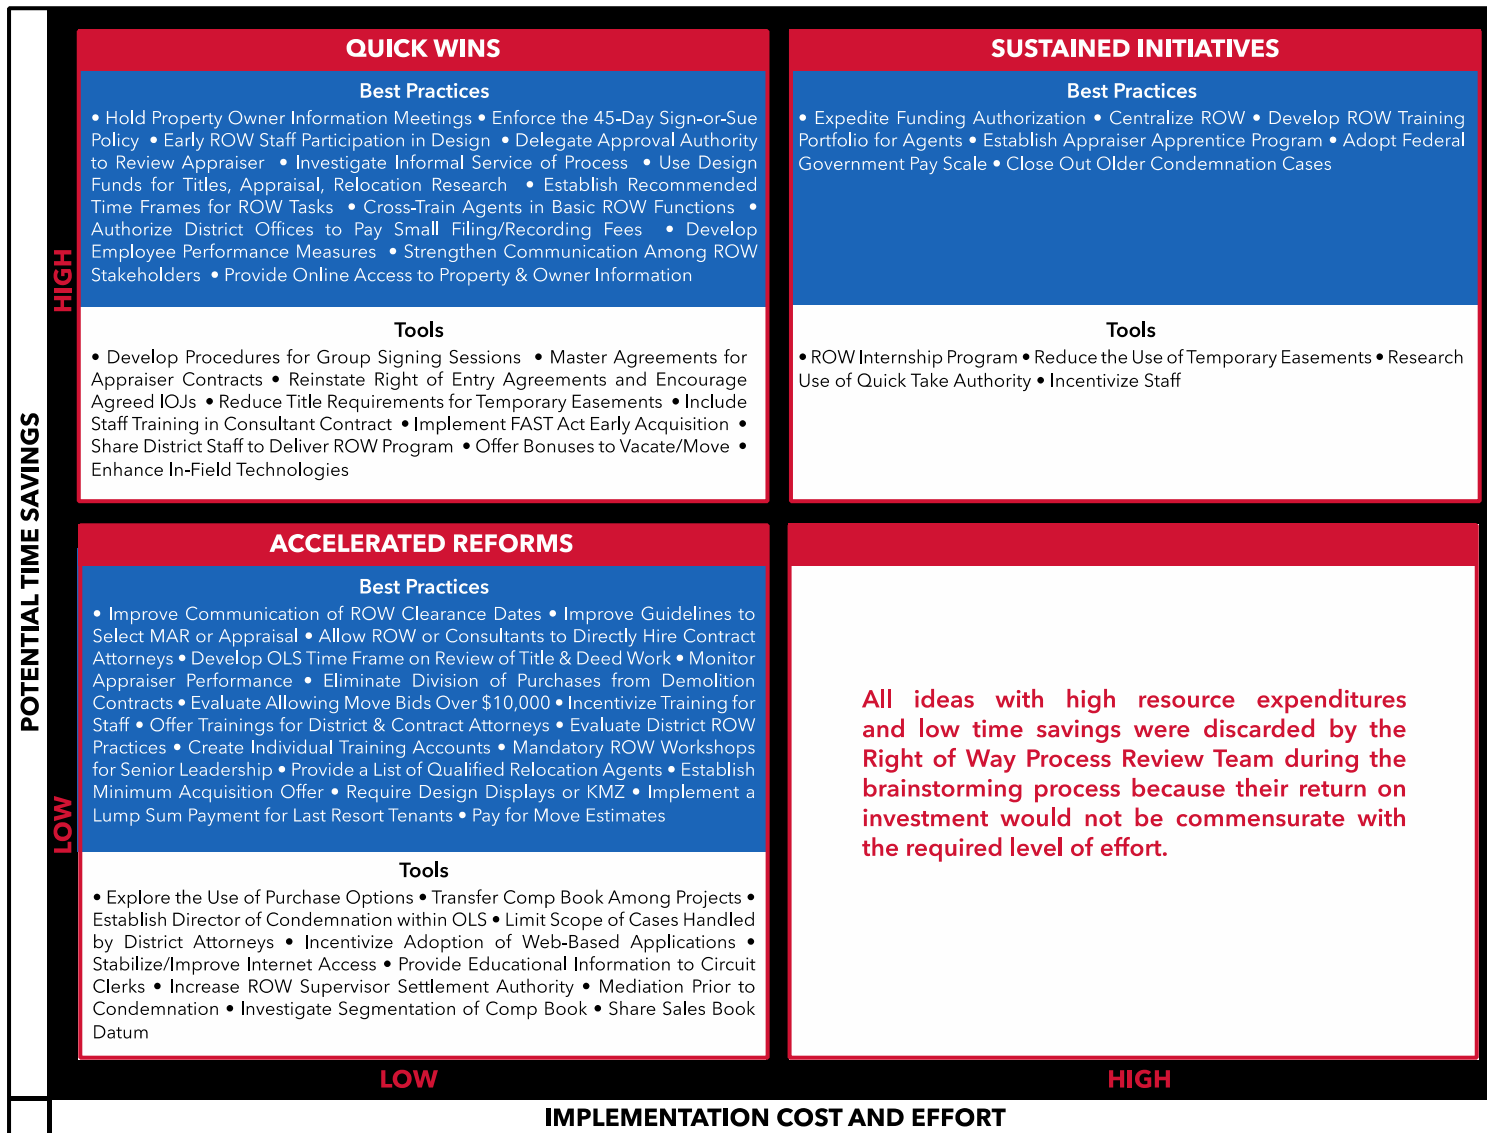 QUICK WINS
Best Practices
• Hold Property Owner Information Meetings • Enforce the 45-Day Sign-or-Sue
Policy • Early ROW Staff Participation in Design • Delegate Approval Authority
to Review Appraiser • Investigate Informal Service of Process • Use Design
Funds for Titles, Appraisal, Relocation Research • Establish Recommended
Time Frames for ROW Tasks • Cross-Train Agents in Basic ROW Functions •
Authorize District Offices to Pay Small Filing/Recording Fees • Develop
Employee Performance Measures • Strengthen Communication Among ROW
Stakeholders • Provide Online Access to Property & Owner Information
Tools
• Develop Procedures for Group Signing Sessions • Master Agreements for
Appraiser Contracts • Reinstate Right of Entry Agreements and Encourage
Agreed IOJs • Reduce Title Requirements for Temporary Easements • Include
Staff Training in Consultant Contract • Implement FAST Act Early Acquisition •
Share District Staff to Deliver ROW Program • Offer Bonuses to Vacate/Move •
Enhance In-Field Technologies
SUSTAINED INITIATIVES
Best Practices
• Expedite Funding Authorization • Centralize ROW • Develop ROW Training
Portfolio for Agents • Establish Appraiser Apprentice Program • Adopt Federal
Government Pay Scale • Close Out Older Condemnation Cases
Tools
• ROW Internship Program • Reduce the Use of Temporary Easements • Research
Use of Quick Take Authority • Incentivize Staff
HIGH
POTENTIAL TIME SAVINGS
ACCELERATED REFORMS
Best Practices
• Improve Communication of ROW Clearance Dates • Improve Guidelines to
Select MAR or Appraisal • Allow ROW or Consultants to Directly Hire Contract
Attorneys • Develop OLS Time Frame on Review of Title & Deed Work • Monitor
Appraiser Performance • Eliminate Division of Purchases from Demolition
Contracts • Evaluate Allowing Move Bids Over $10,000 • Incentivize Training for
Staff • Offer Trainings for District & Contract Attorneys • Evaluate District ROW
Practices • Create Individual Training Accounts • Mandatory ROW Workshops
for Senior Leadership • Provide a List of Qualified Relocation Agents • Establish
Minimum Acquisition Offer • Require Design Displays or KMZ • Implement a
Lump Sum Payment for Last Resort Tenants • Pay for Move Estimates
Tools
• Explore the Use of Purchase Options • Transfer Comp Book Among Projects •
Establish Director of Condemnation within OLS • Limit Scope of Cases Handled
by District Attorneys • Incentivize Adoption of Web-Based Applications •
Stabilize/Improve Internet Access • Provide Educational Information to Circuit
Clerks • Increase ROW Supervisor Settlement Authority • Mediation Prior to
Condemnation • Investigate Segmentation of Comp Book • Share Sales Book
Datum
All ideas with high resource expenditures
and low time savings were discarded by the
Right of Way Process Review Team during the
brainstorming process because their return on
investment would not be commensurate with
the required level of effort.
LOW
LOW
HIGH
IMPLEMENTATION COST AND EFFORT